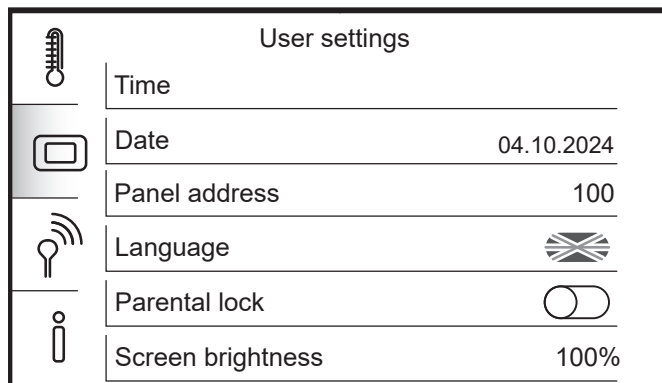 User settings
Time
Date 04.10.2024
Panel address 100
Language
Parental lock
Screen brightness 100%